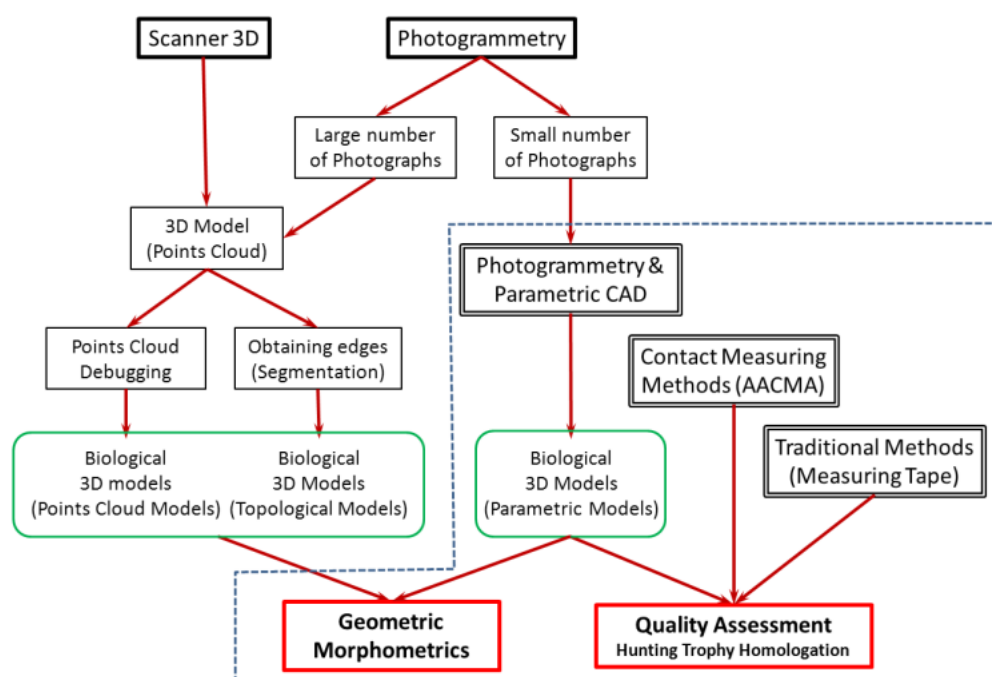 Scanner 3D
Photogrammetry
Large number
of Photographs
Small number
of Photographs
3D Model
(Points Cloud)
Photogrammetry &
Parametric CAD
Points Cloud
Debugging
Obtaining edges
(Segmentation)
Contact Measuring
Methods (AACMA)
Traditional Methods
(Measuring Tape)
Biological
3D models
(Points Cloud Models)
Biological
3D Models
(Topological Models)
Biological
3D Models
(Parametric Models)
Geometric
Morphometrics
Quality Assessment
Hunting Trophy Homologation